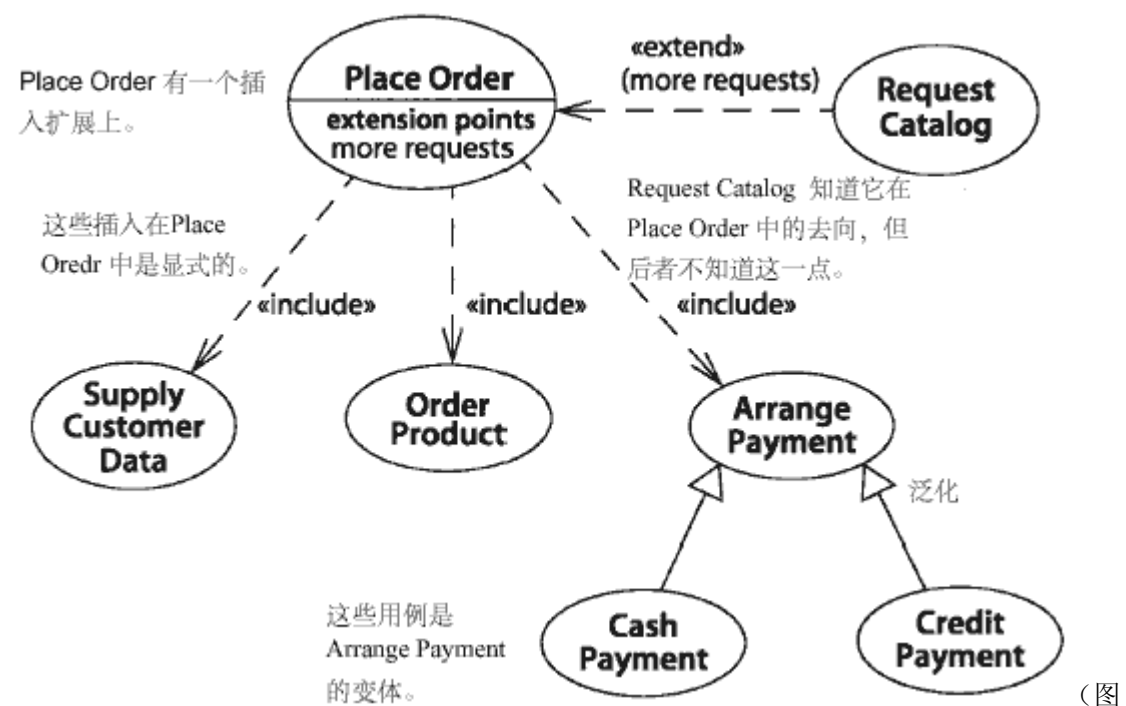 Place Order
extension points
more requests
«extend»
(more requests)
Request
Catalog
Place Order 有一个插
入扩展上。
这些插入在Place
Oredr 中是显式的。
Request Catalog 知道它在
Place Order 中的去向，但
后者不知道这一点。
«include»
«include»
«include»
Supply
Customer
Data
Order
Product
Arrange
Payment
泛化
这些用例是
Arrange Payment
的变体。
Cash
Payment
Credit
Payment
（图